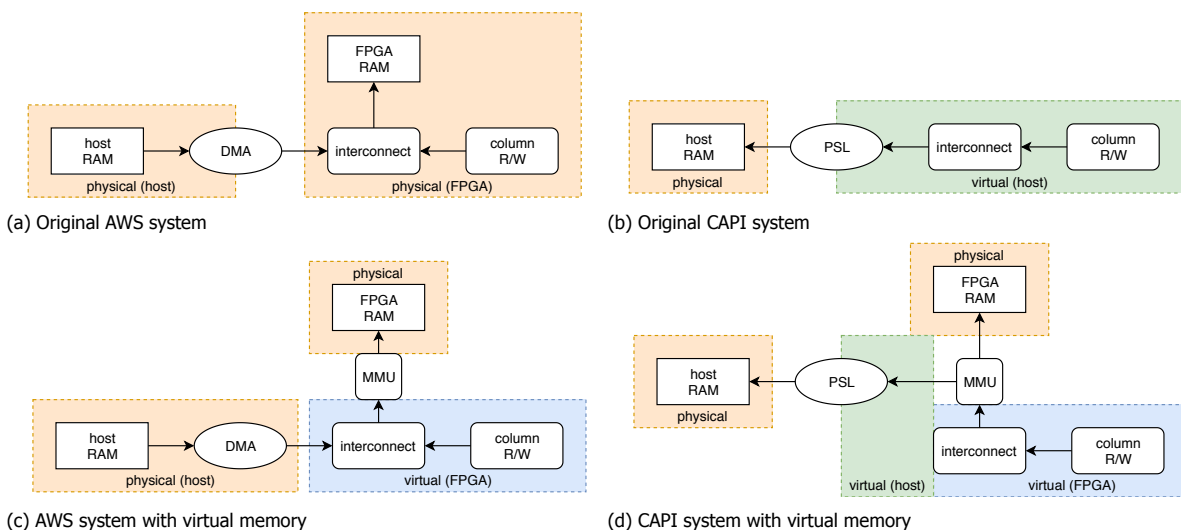 FPGA
RAM
host
RAM
DMA
interconnect
column
R/W
physical (host)
physical (FPGA)
(a) Original AWS system
host
RAM
PSL
interconnect
column
R/W
physical
virtual (host)
(b) Original CAPI system
physical
FPGA
RAM
MMU
host
RAM
DMA
interconnect
column
R/W
physical (host)
virtual (FPGA)
(c) AWS system with virtual memory
physical
FPGA
RAM
host
RAM
PSL
MMU
physical
interconnect
column
R/W
virtual (host)
virtual (FPGA)
(d) CAPI system with virtual memory